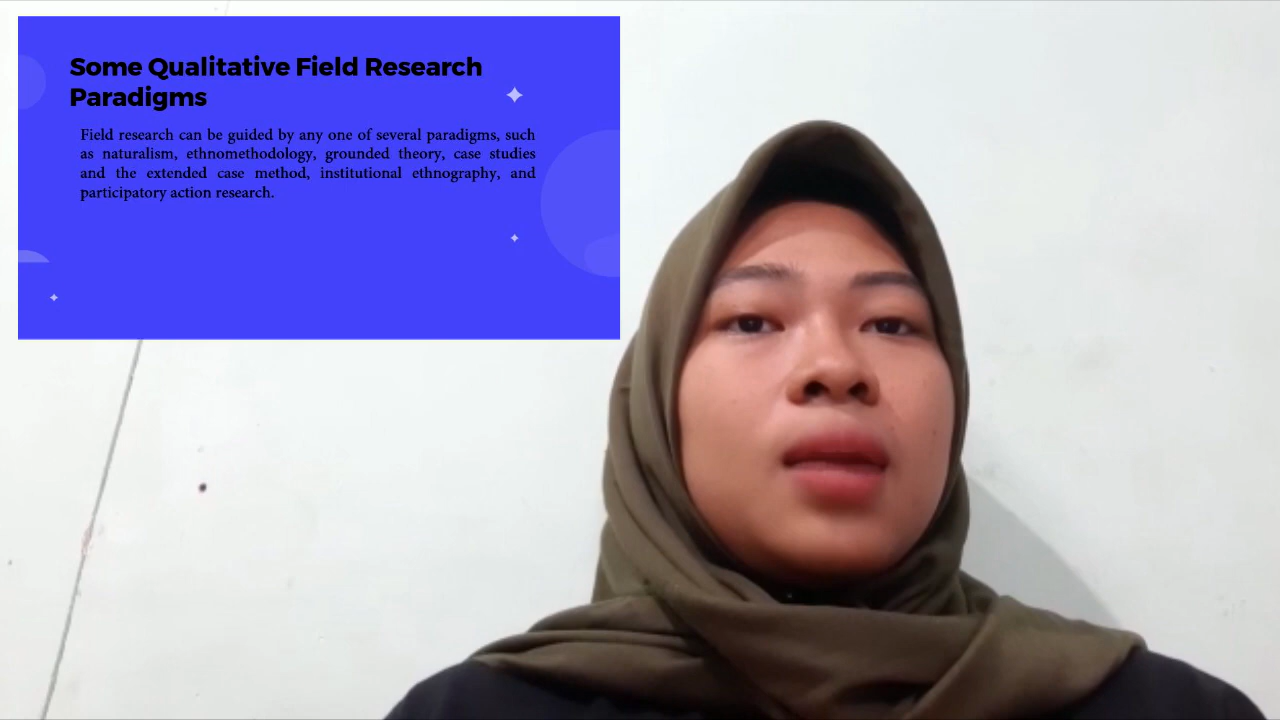 Some Qualitative Field Research
Paradigms
Field research can be guided by any one of several paradigms, such
as naturalism, ethnomethodology, grounded theory, case studies
and the extended case method, institutional ethnography, and
participatory action research.